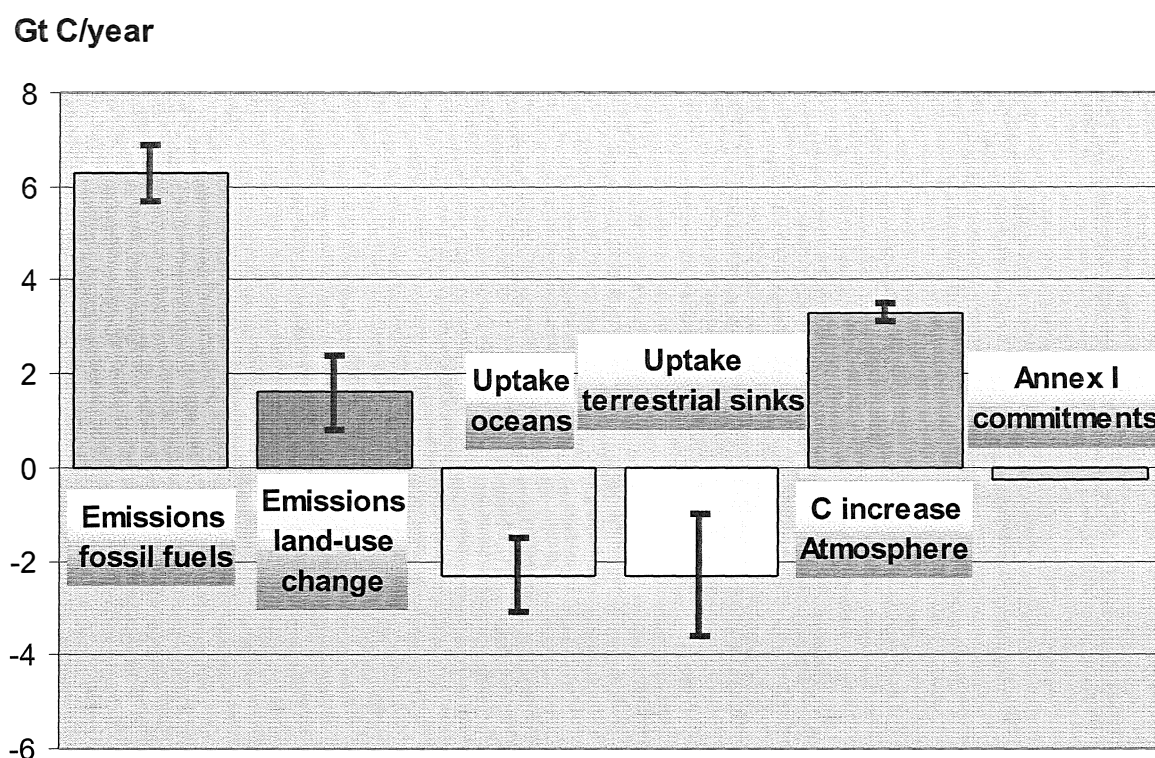 Gt C/year
8
6
4
2
0
-2
-4
-6
Emissions
fossil fuels
Emissions
land-use
change
Uptake
oceans
Uptake
terrestrial sinks
C increase
Atmosphere
Annex I
commitments